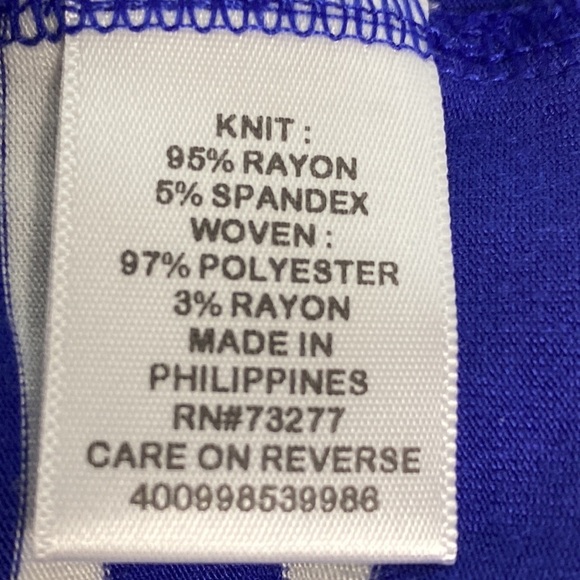 KNIT :
95% RAYON
5% SPANDEX
WOVEN :
97% POLYESTER
3% RAYON
MADE IN
PHILIPPINES
RN#73277
CARE ON REVERSE
400998539986